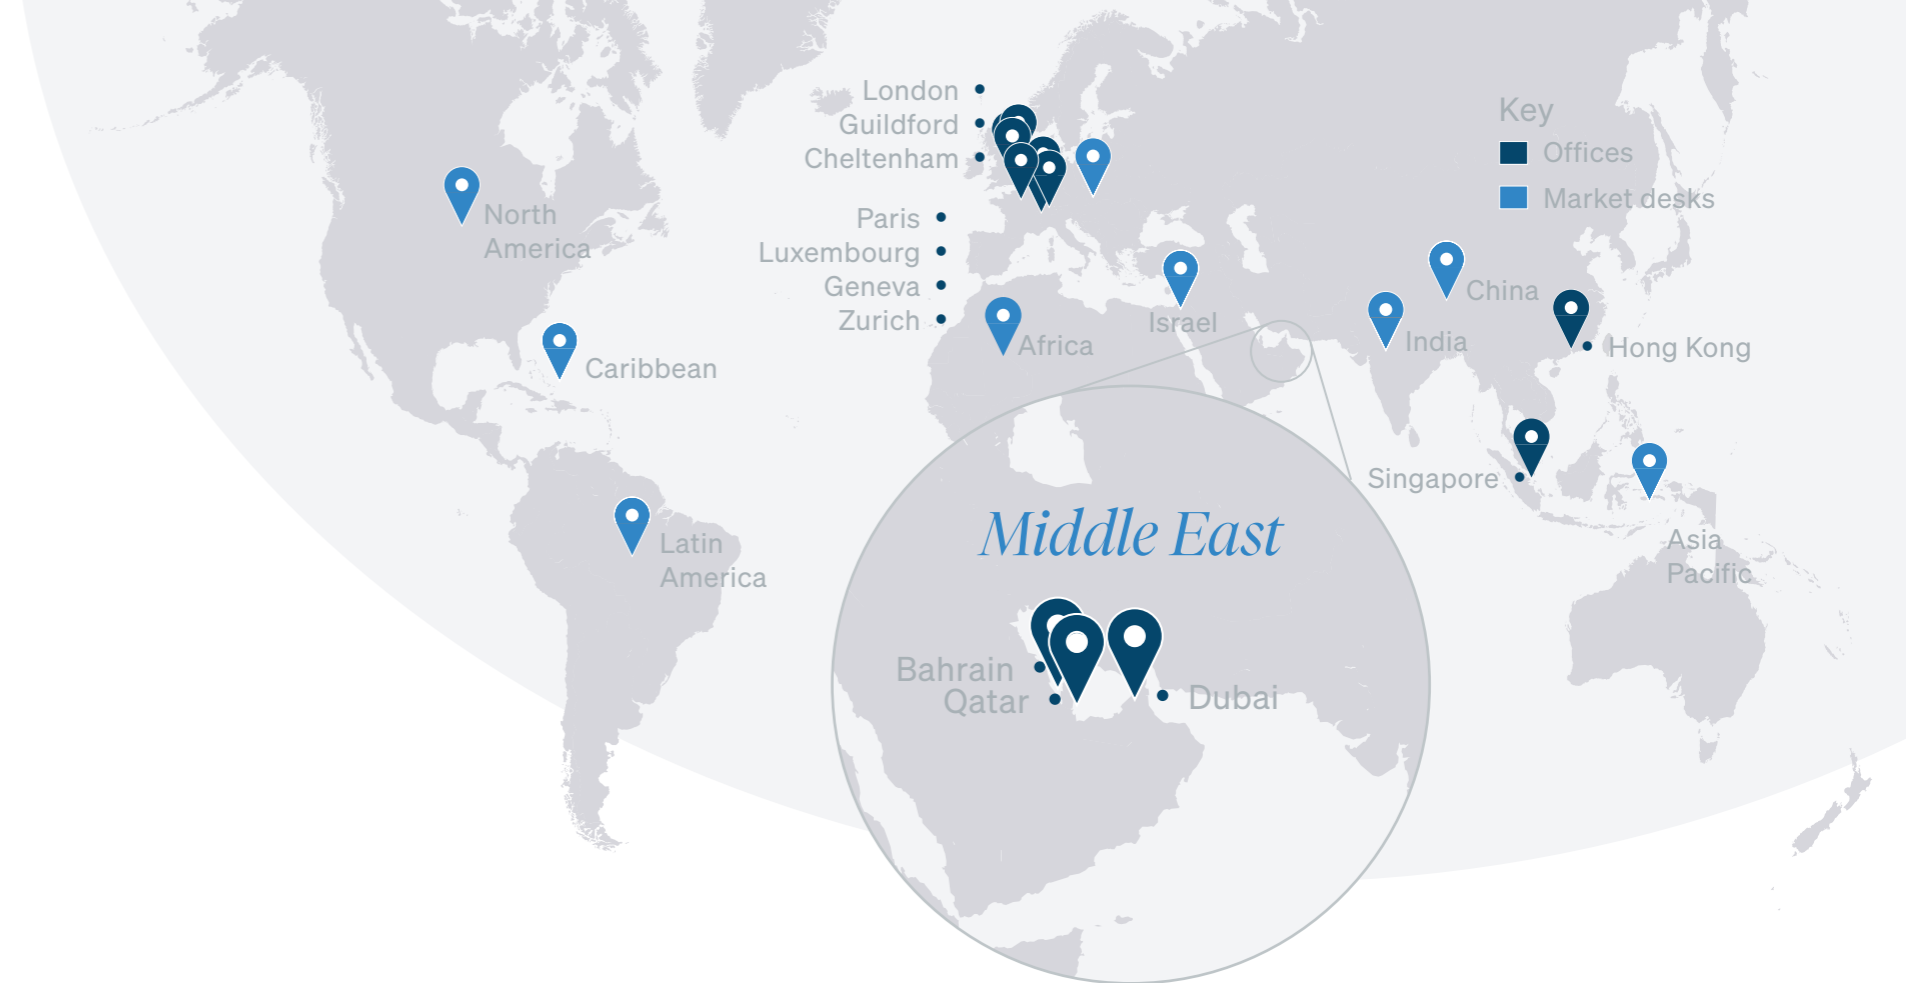 London
Guildford
Cheltenham
Paris
Luxembourg
Geneva
Zurich
Key
Offices
Market desks
North
America
Caribbean
Latin
America
Africa
Israel
India
China
Hong Kong
Singapore
Asia
Pacific
Middle East
Bahrain
Qatar
Dubai